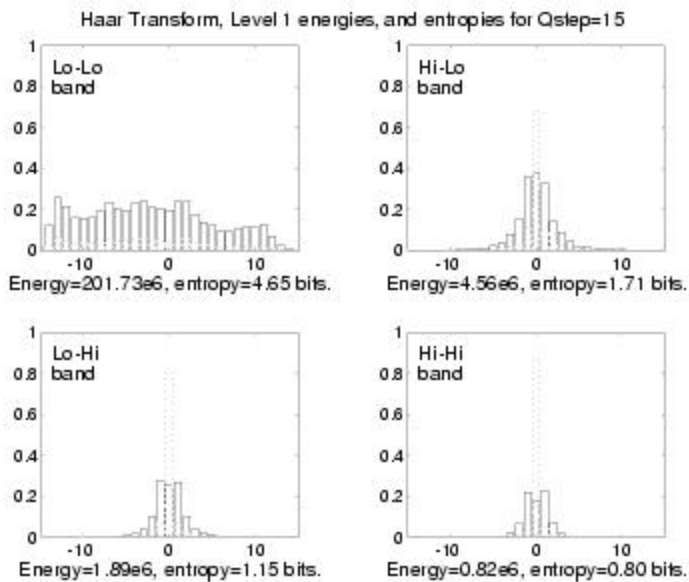 Haar Transform, Level 1 energies, and entropies for Qstep=15
1
0.8
0.6
0.4
0.2
0
Lo-Lo
band
-10 0 10
Energy=201.73e6, entropy=4.65 bits.
1
0.8
0.6
0.4
0.2
0
Hi-Lo
band
-10 0 10
Energy=4.56e6, entropy=1.71 bits.
1
0.8
0.6
0.4
0.2
0
Lo-Hi
band
-10 0 10
Energy=1.89e6, entropy=1.15 bits.
1
0.8
0.6
0.4
0.2
0
Hi-Hi
band
-10 0 10
Energy=0.82e6, entropy=0.80 bits.